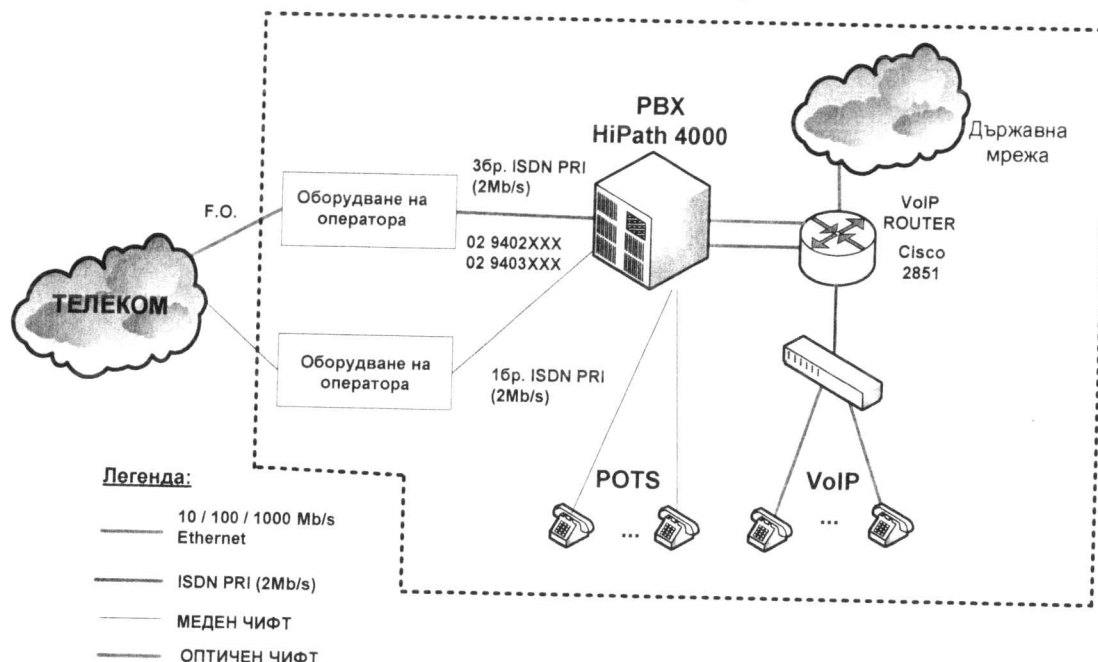 PBX
HiPath 4000
Държавна
мрежа
3бр. ISDN PRI
(2Mb/s)
Оборудване на
оператора
F.O.
VoIP
ROUTER
Cisco
2851
02 9402XXX
02 9403XXX
ТЕЛЕКОМ
Оборудване на
оператора
1бр. ISDN PRI
(2Mb/s)
POTS
VoIP
...
...
Легенда:
10 / 100 / 1000 Mb/s
Ethernet
ISDN PRI (2Mb/s)
МЕДЕН ЧИФТ
ОПТИЧЕН ЧИФТ